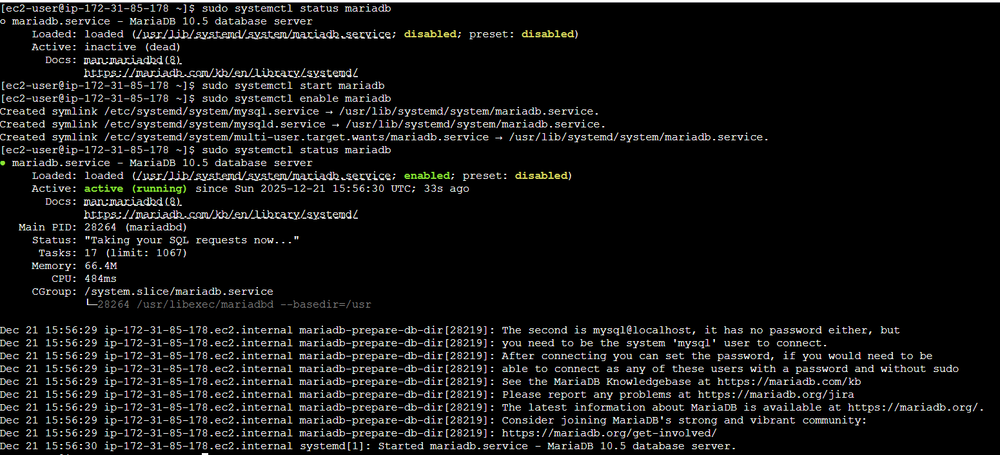 [ec2-user@ip-172-31-85-178 ~]$ sudo systemctl status mariadb
○ mariadb.service - MariaDB 10.5 database server
     Loaded: loaded (/usr/lib/systemd/system/mariadb.service; disabled; preset: disabled)
     Active: inactive (dead)
       Docs: man:mariadbd(8)
             https://mariadb.com/kb/en/library/systemd/
[ec2-user@ip-172-31-85-178 ~]$ sudo systemctl start mariadb
[ec2-user@ip-172-31-85-178 ~]$ sudo systemctl enable mariadb
Created symlink /etc/systemd/system/mysql.service → /usr/lib/systemd/system/mariadb.service.
Created symlink /etc/systemd/system/mysqld.service → /usr/lib/systemd/system/mariadb.service.
Created symlink /etc/systemd/system/multi-user.target.wants/mariadb.service → /usr/lib/systemd/system/mariadb.service.
[ec2-user@ip-172-31-85-178 ~]$ sudo systemctl status mariadb
● mariadb.service - MariaDB 10.5 database server
     Loaded: loaded (/usr/lib/systemd/system/mariadb.service; enabled; preset: disabled)
     Active: active (running) since Sun 2025-12-21 15:56:30 UTC; 33s ago
       Docs: man:mariadbd(8)
             https://mariadb.com/kb/en/library/systemd/
   Main PID: 28264 (mariadbd)
     Status: "Taking your SQL requests now..."
      Tasks: 17 (limit: 1067)
     Memory: 66.4M
        CPU: 484ms
     CGroup: /system.slice/mariadb.service
             └─28264 /usr/libexec/mariadbd --basedir=/usr

Dec 21 15:56:29 ip-172-31-85-178.ec2.internal mariadb-prepare-db-dir[28219]: The second is mysql@localhost, it has no password either, but
Dec 21 15:56:29 ip-172-31-85-178.ec2.internal mariadb-prepare-db-dir[28219]: you need to be the system 'mysql' user to connect.
Dec 21 15:56:29 ip-172-31-85-178.ec2.internal mariadb-prepare-db-dir[28219]: After connecting you can set the password, if you would need to be
Dec 21 15:56:29 ip-172-31-85-178.ec2.internal mariadb-prepare-db-dir[28219]: able to connect as any of these users with a password and without sudo
Dec 21 15:56:29 ip-172-31-85-178.ec2.internal mariadb-prepare-db-dir[28219]: See the MariaDB Knowledgebase at https://mariadb.com/kb
Dec 21 15:56:29 ip-172-31-85-178.ec2.internal mariadb-prepare-db-dir[28219]: Please report any problems at https://mariadb.org/jira
Dec 21 15:56:29 ip-172-31-85-178.ec2.internal mariadb-prepare-db-dir[28219]: The latest information about MariaDB is available at https://mariadb.org/.
Dec 21 15:56:29 ip-172-31-85-178.ec2.internal mariadb-prepare-db-dir[28219]: Consider joining MariaDB's strong and vibrant community:
Dec 21 15:56:29 ip-172-31-85-178.ec2.internal mariadb-prepare-db-dir[28219]: https://mariadb.org/get-involved/
Dec 21 15:56:30 ip-172-31-85-178.ec2.internal systemd[1]: Started mariadb.service - MariaDB 10.5 database server.